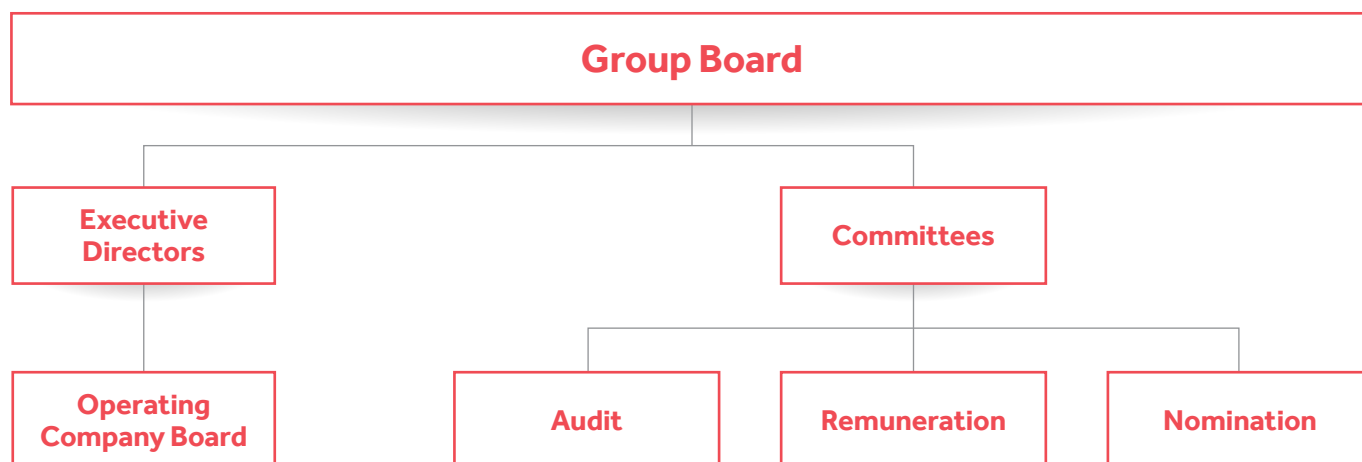 Group Board
Executive
Directors
Committees
Operating
Company Board
Audit
Remuneration
Nomination